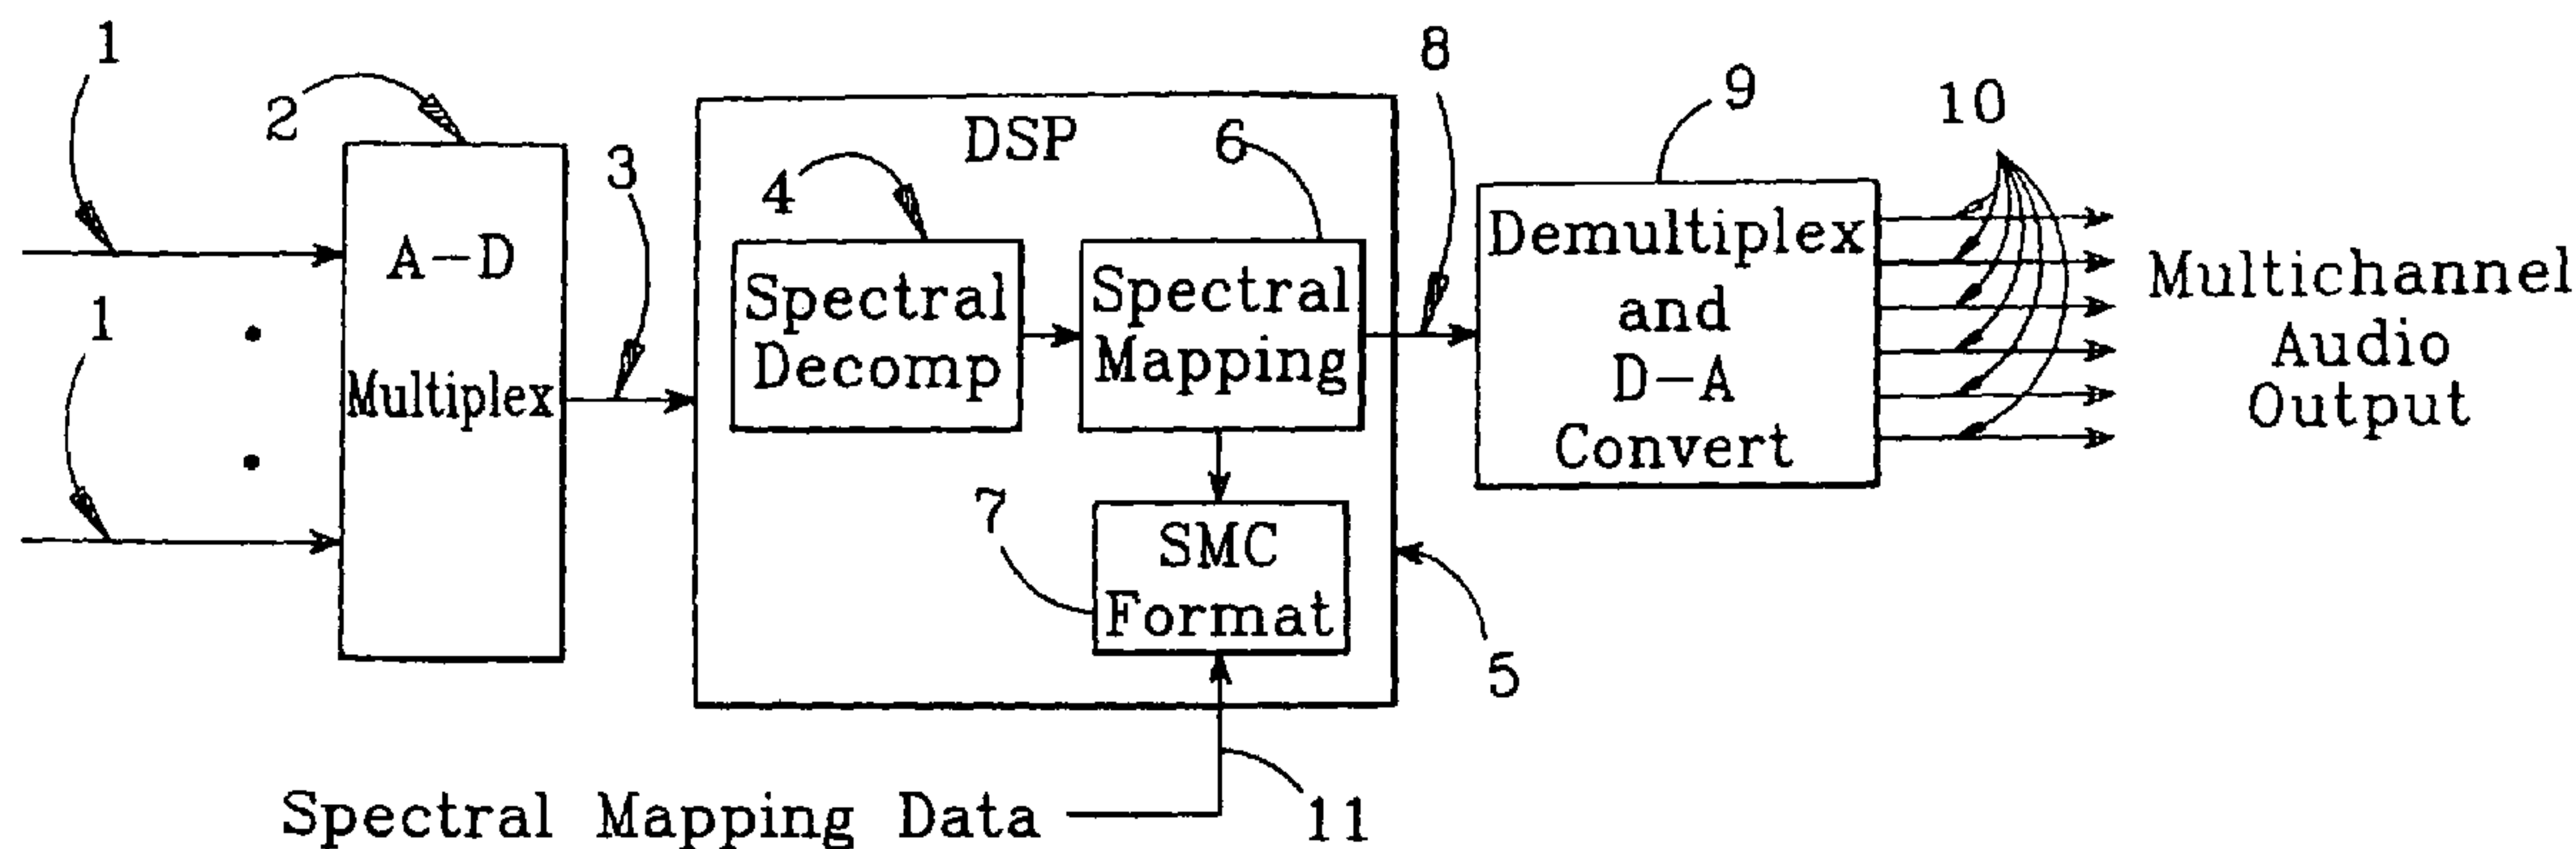 1
2
A-D
Multiplex
1
3
DSP
4
Spectral
Decomp
6
Spectral
Mapping
7
SMC
Format
5
8
9
Demultiplex
and
D-A
Convert
10
Multichannel
Audio
Output
Spectral Mapping Data
11